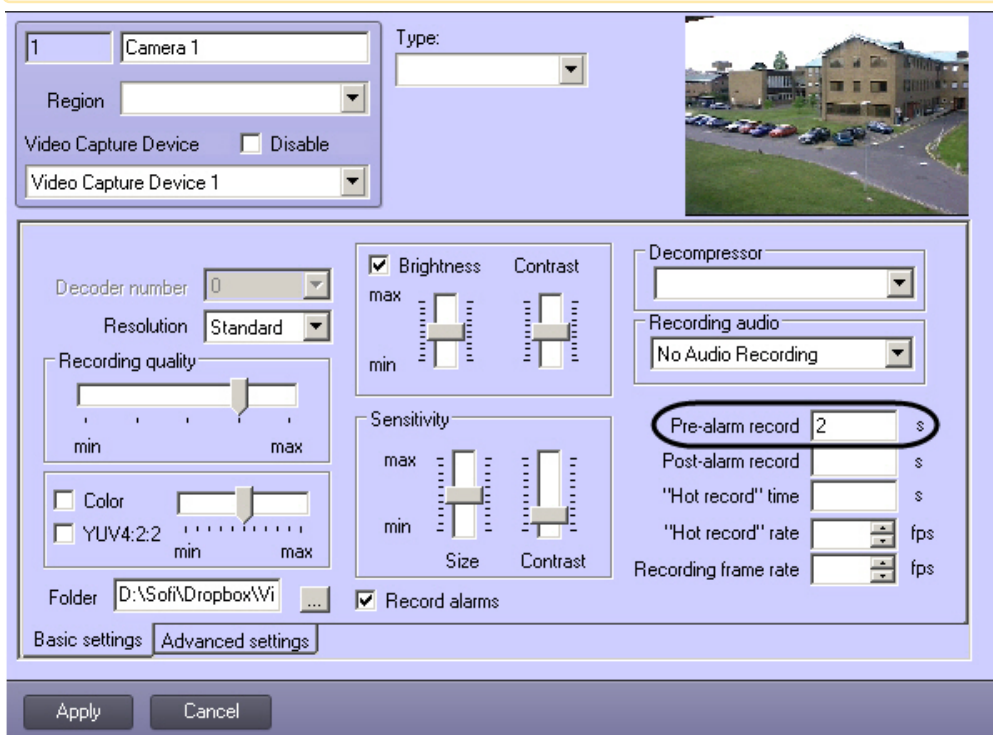 1 Camera 1
Type:
Region
Video Capture Device Disable
Video Capture Device 1
Decoder number 0
Resolution Standard
Recording quality
min max
Color
YUV4:2:2
min max
Folder D:\Sofi\Dropbox\Vi ...
Brightness Contrast
max
min
Sensitivity
max
min
Size Contrast
Record alarms
Decompressor
Recording audio
No Audio Recording
Pre-alarm record 2 s
Post-alarm record s
"Hot record" time s
"Hot record" rate fps
Recording frame rate fps
Basic settings Advanced settings
Apply Cancel